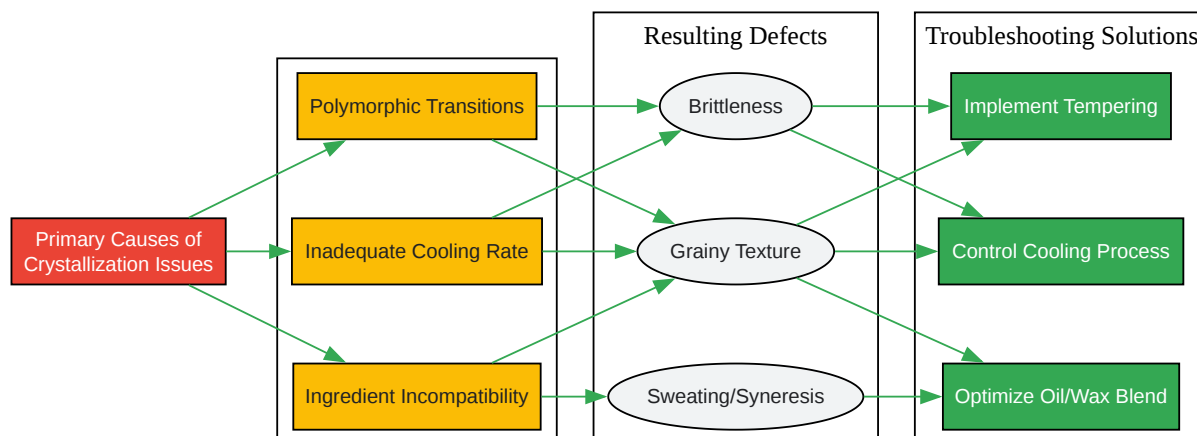 Resulting Defects
Troubleshooting Solutions
Polymorphic Transitions
Brittleness
Implement Tempering
Primary Causes of
Crystallization Issues
Inadequate Cooling Rate
Grainy Texture
Control Cooling Process
Ingredient Incompatibility
Sweating/Syneresis
Optimize Oil/Wax Blend